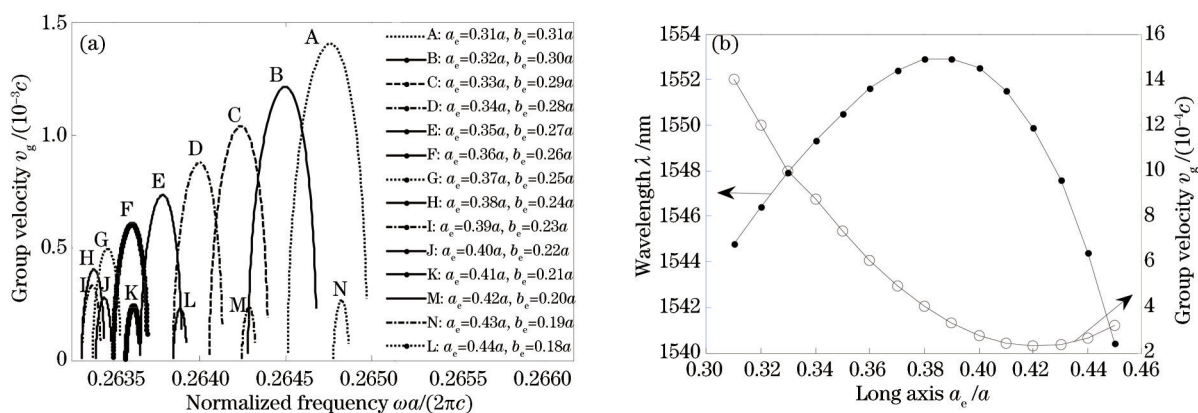 (a)
Group velocity v_g /(10⁻³c)
1.5
1.0
0.5
0
A
B
C
D
E
F
G
H
I
J
K
L
M
N
0.2635
0.2640
0.2645
0.2650
0.2655
0.2660
Normalized frequency ωa/(2πc)
A: a_e=0.31a, b_e=0.31a
B: a_e=0.32a, b_e=0.30a
C: a_e=0.33a, b_e=0.29a
D: a_e=0.34a, b_e=0.28a
E: a_e=0.35a, b_e=0.27a
F: a_e=0.36a, b_e=0.26a
G: a_e=0.37a, b_e=0.25a
H: a_e=0.38a, b_e=0.24a
I: a_e=0.39a, b_e=0.23a
J: a_e=0.40a, b_e=0.22a
K: a_e=0.41a, b_e=0.21a
M: a_e=0.42a, b_e=0.20a
N: a_e=0.43a, b_e=0.19a
L: a_e=0.44a, b_e=0.18a
(b)
Wavelength λ /nm
1554
1552
1550
1548
1546
1544
1542
1540
0.30
0.32
0.34
0.36
0.38
0.40
0.42
0.44
0.46
Long axis a_e/a
16
14
12
10
8
6
4
2
Group velocity v_g /(10⁻⁴c)